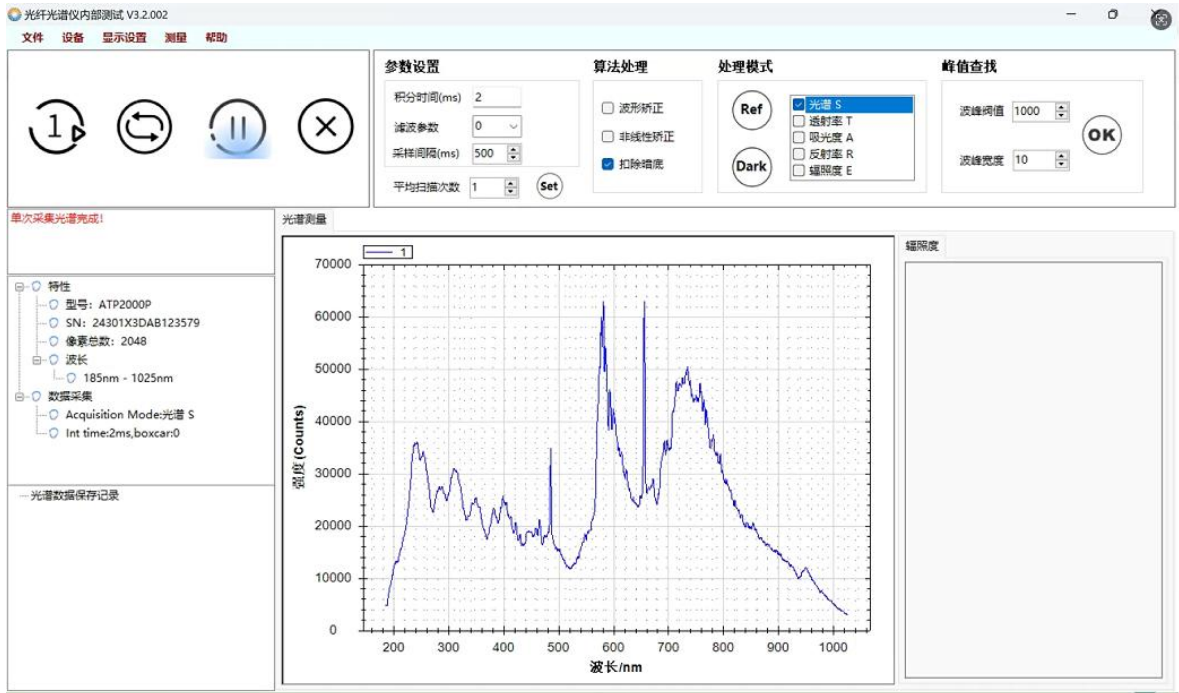 光纤光谱仪内部测试 V3.2.002
文件 设备 显示设置 测量 帮助
1
参数设置
积分时间(ms) 2
滤波参数 0
采样间隔(ms) 500
平均扫描次数 1 Set
算法处理
波形矫正
非线性矫正
扣除暗底
处理模式
Ref
Dark
光谱 S
透射率 T
吸光度 A
反射率 R
辐照度 E
峰值查找
波峰阀值 1000
波峰宽度 10
OK
单次采集光谱完成!
特性
型号: ATP2000P
SN: 24301X3DAB123579
像素总数: 2048
波长
185nm - 1025nm
数据采集
Acquisition Mode:光谱 S
Int time:2ms,boxcar:0
光谱数据保存记录
光谱测量
1
70000
60000
50000
40000
30000
20000
10000
0
强度(Counts)
200 300 400 500 600 700 800 900 1000
波长/nm
辐照度